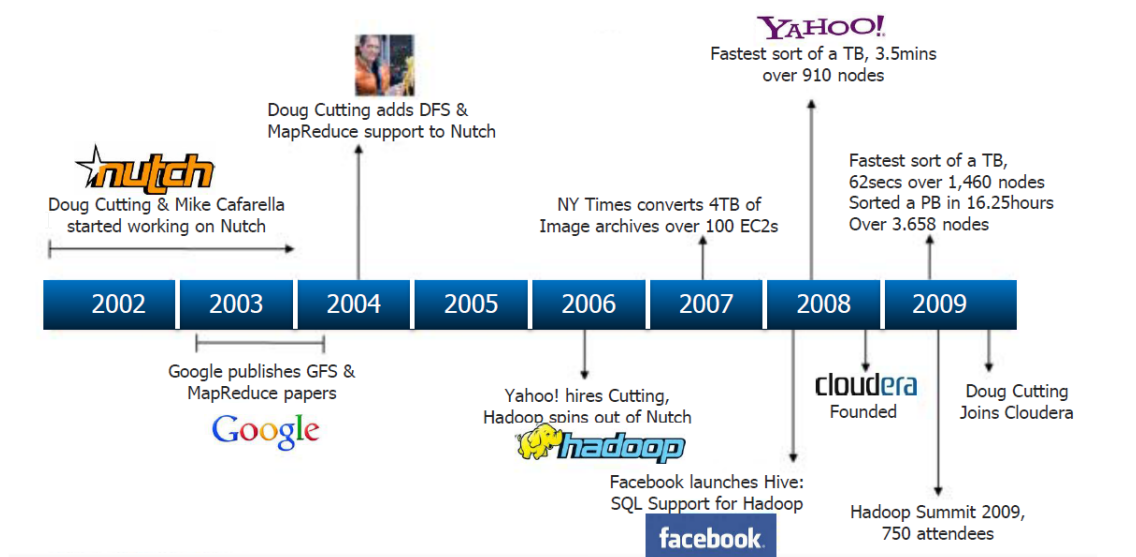 YAHOO!
Fastest sort of a TB, 3.5mins
over 910 nodes
Doug Cutting adds DFS &
MapReduce support to Nutch
nutch
Doug Cutting & Mike Cafarella
started working on Nutch
NY Times converts 4TB of
Image archives over 100 EC2s
Fastest sort of a TB,
62secs over 1,460 nodes
Sorted a PB in 16.25hours
Over 3.658 nodes
2002 2003 2004 2005 2006 2007 2008 2009
Google publishes GFS &
MapReduce papers
Google
Yahoo! hires Cutting,
Hadoop spins out of Nutch
hadoop
Facebook launches Hive:
SQL Support for Hadoop
facebook
cloudera
Founded
Doug Cutting
Joins Cloudera
Hadoop Summit 2009,
750 attendees